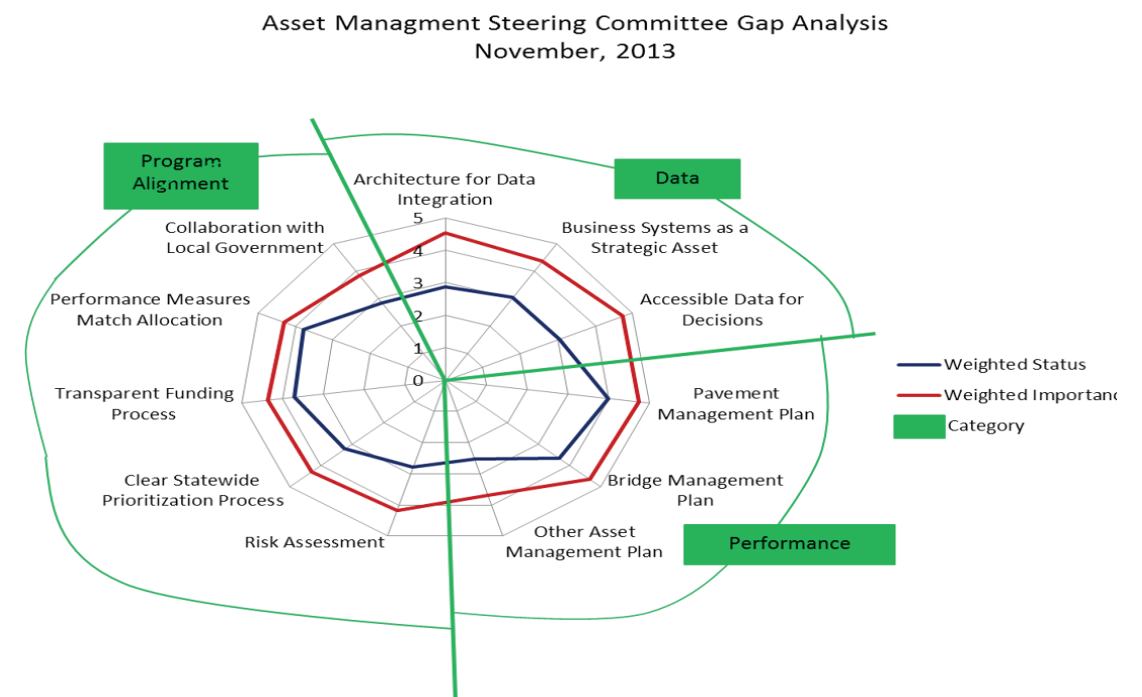 Asset Managment Steering Committee Gap Analysis
November, 2013
Program
Alignment
Data
Architecture for Data
Integration
Collaboration with
Local Government
Business Systems as a
Strategic Asset
Performance Measures
Match Allocation
Accessible Data for
Decisions
5
4
3
2
1
0
Transparent Funding
Process
Pavement
Management Plan
Clear Statewide
Prioritization Process
Bridge Management
Plan
Risk Assessment
Other Asset
Management Plan
Performance
Weighted Status
Weighted Importanc
Category